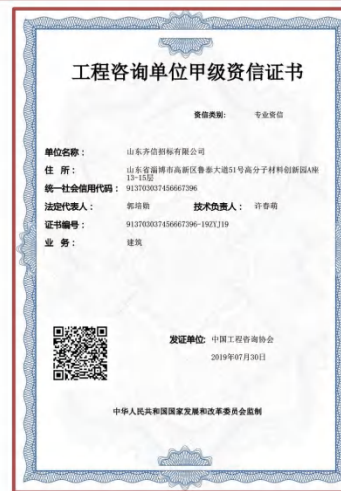 工程咨询单位甲级资信证书
资信类别： 专业资信
单位名称： 山东齐信招标有限公司
住 所： 山东省淄博市高新区鲁泰大道51号高分子材料创新园A座
13-15层
统一社会信用代码： 913703037456667396
法定代表人： 郭培勋 技术负责人： 许春萌
证书编号： 913703037456667396-19ZYJ19
业 务： 建筑
发证单位： 中国工程咨询协会
2019年07月30日
中华人民共和国国家发展和改革委员会监制